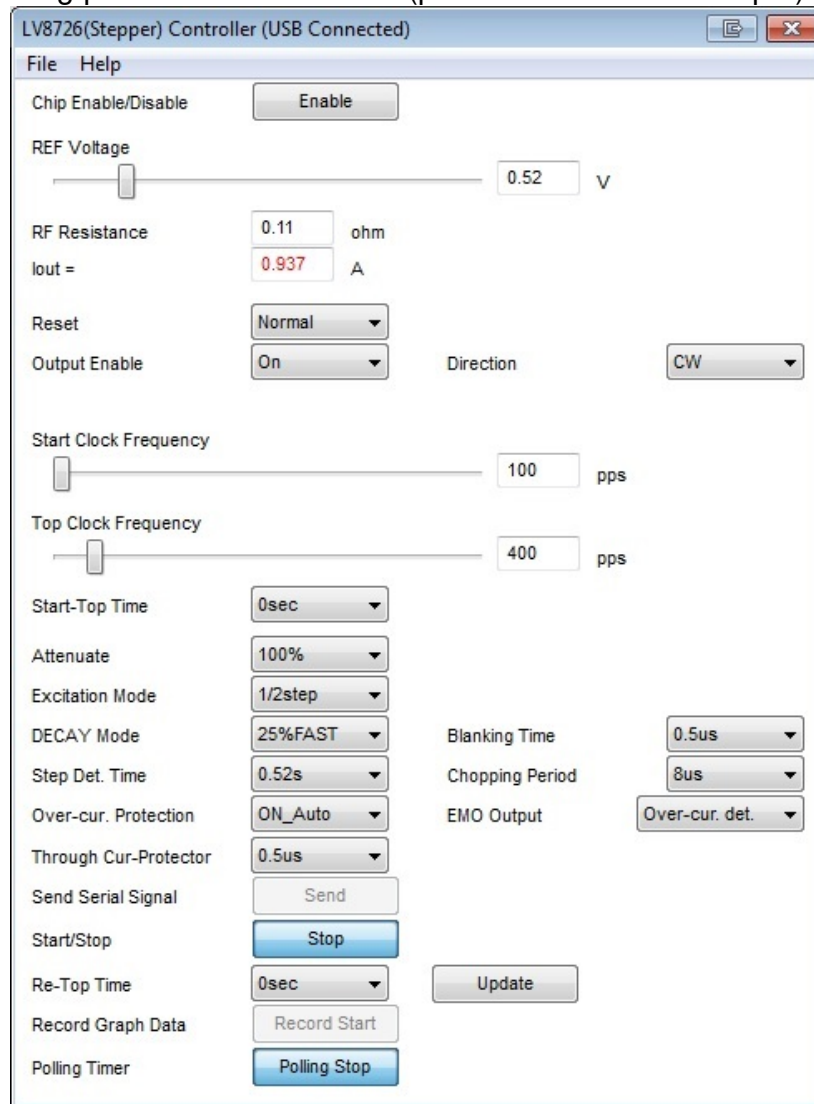 LV8726(Stepper) Controller (USB Connected)
File Help
Chip Enable/Disable Enable
REF Voltage
0.52 V
RF Resistance 0.11 ohm
Iout = 0.937 A
Reset Normal
Output Enable On Direction CW
Start Clock Frequency
100 pps
Top Clock Frequency
400 pps
Start-Top Time 0sec
Attenuate 100%
Excitation Mode 1/2step
DECAY Mode 25%FAST Blanking Time 0.5us
Step Det. Time 0.52s Chopping Period 8us
Over-cur. Protection ON_Auto EMO Output Over-cur. det.
Through Cur-Protector 0.5us
Send Serial Signal Send
Start/Stop Stop
Re-Top Time 0sec Update
Record Graph Data Record Start
Polling Timer Polling Stop